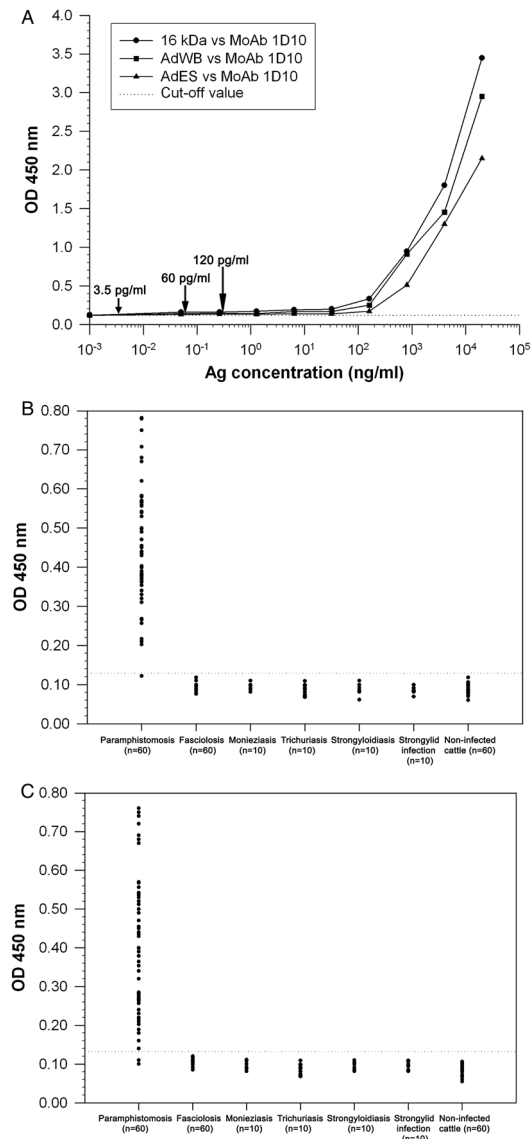 A
4.0
3.5
3.0
2.5
2.0
1.5
1.0
0.5
0.0
OD 450 nm
16 kDa vs MoAb 1D10
AdWB vs MoAb 1D10
AdES vs MoAb 1D10
Cut-off value
3.5 pg/ml
60 pg/ml
120 pg/ml
10-3 10-2 10-1 100 101 102 103 104 105
Ag concentration (ng/ml)
B
0.80
0.70
0.60
0.50
0.40
0.30
0.20
0.10
0.00
OD 450 nm
Paramphistomosis (n=60)
Fasciolosis (n=60)
Monieziasis (n=10)
Trichuriasis (n=10)
Strongyloidiasis (n=10)
Strongylid infection (n=10)
Non-infected cattle (n=60)
C
0.80
0.70
0.60
0.50
0.40
0.30
0.20
0.10
0.00
OD 450 nm
Paramphistomosis (n=60)
Fasciolosis (n=60)
Monieziasis (n=10)
Trichuriasis (n=10)
Strongyloidiasis (n=10)
Strongylid infection (n=10)
Non-infected cattle (n=60)